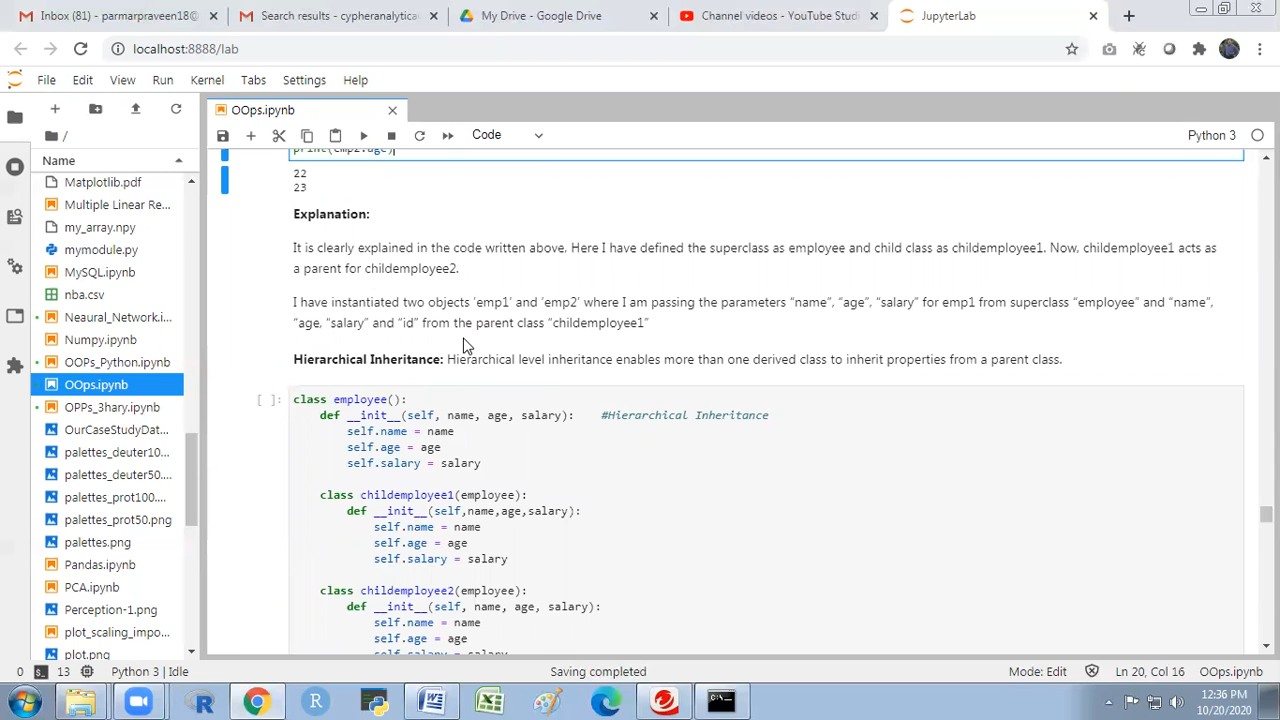 Inbox (81) - parmarpraveen18@
Search results - cypheranalytica
My Drive - Google Drive
Channel videos - YouTube Studi
JupyterLab
localhost:8888/lab
File Edit View Run Kernel Tabs Settings Help
OOps.ipynb
/
Code
Python 3
Name
Matplotlib.pdf
Multiple Linear Re...
my_array.npy
mymodule.py
MySQL.ipynb
nba.csv
Neaural_Network.i...
Numpy.ipynb
OOPs_Python.ipynb
OOps.ipynb
OPPs_3hary.ipynb
OurCaseStudyDat...
palettes_deuter10...
palettes_deuter50....
palettes_prot100....
palettes_prot50.png
palettes.png
Pandas.ipynb
PCA.ipynb
Perception-1.png
plot_scaling_impo...
plot.png
print(emp2.age)
22
23
Explanation:
It is clearly explained in the code written above, Here I have defined the superclass as employee and child class as childemployee1. Now, childemployee1 acts as
a parent for childemployee2.
I have instantiated two objects 'emp1' and 'emp2' where I am passing the parameters “name”, “age”, “salary” for emp1 from superclass “employee” and “name”,
“age, “salary” and “id” from the parent class “childemployee1”
Hierarchical Inheritance: Hierarchical level inheritance enables more than one derived class to inherit properties from a parent class.
[ ]:
class employee():
def __init__(self, name, age, salary): #Hierarchical Inheritance
self.name = name
self.age = age
self.salary = salary
class childemployee1(employee):
def __init__(self,name,age,salary):
self.name = name
self.age = age
self.salary = salary
class childemployee2(employee):
def __init__(self, name, age, salary):
self.name = name
self.age = age
self.salary = salary
0 13 Python 3 | Idle
Saving completed
Mode: Edit
Ln 20, Col 16
OOps.ipynb
12:36 PM
10/20/2020